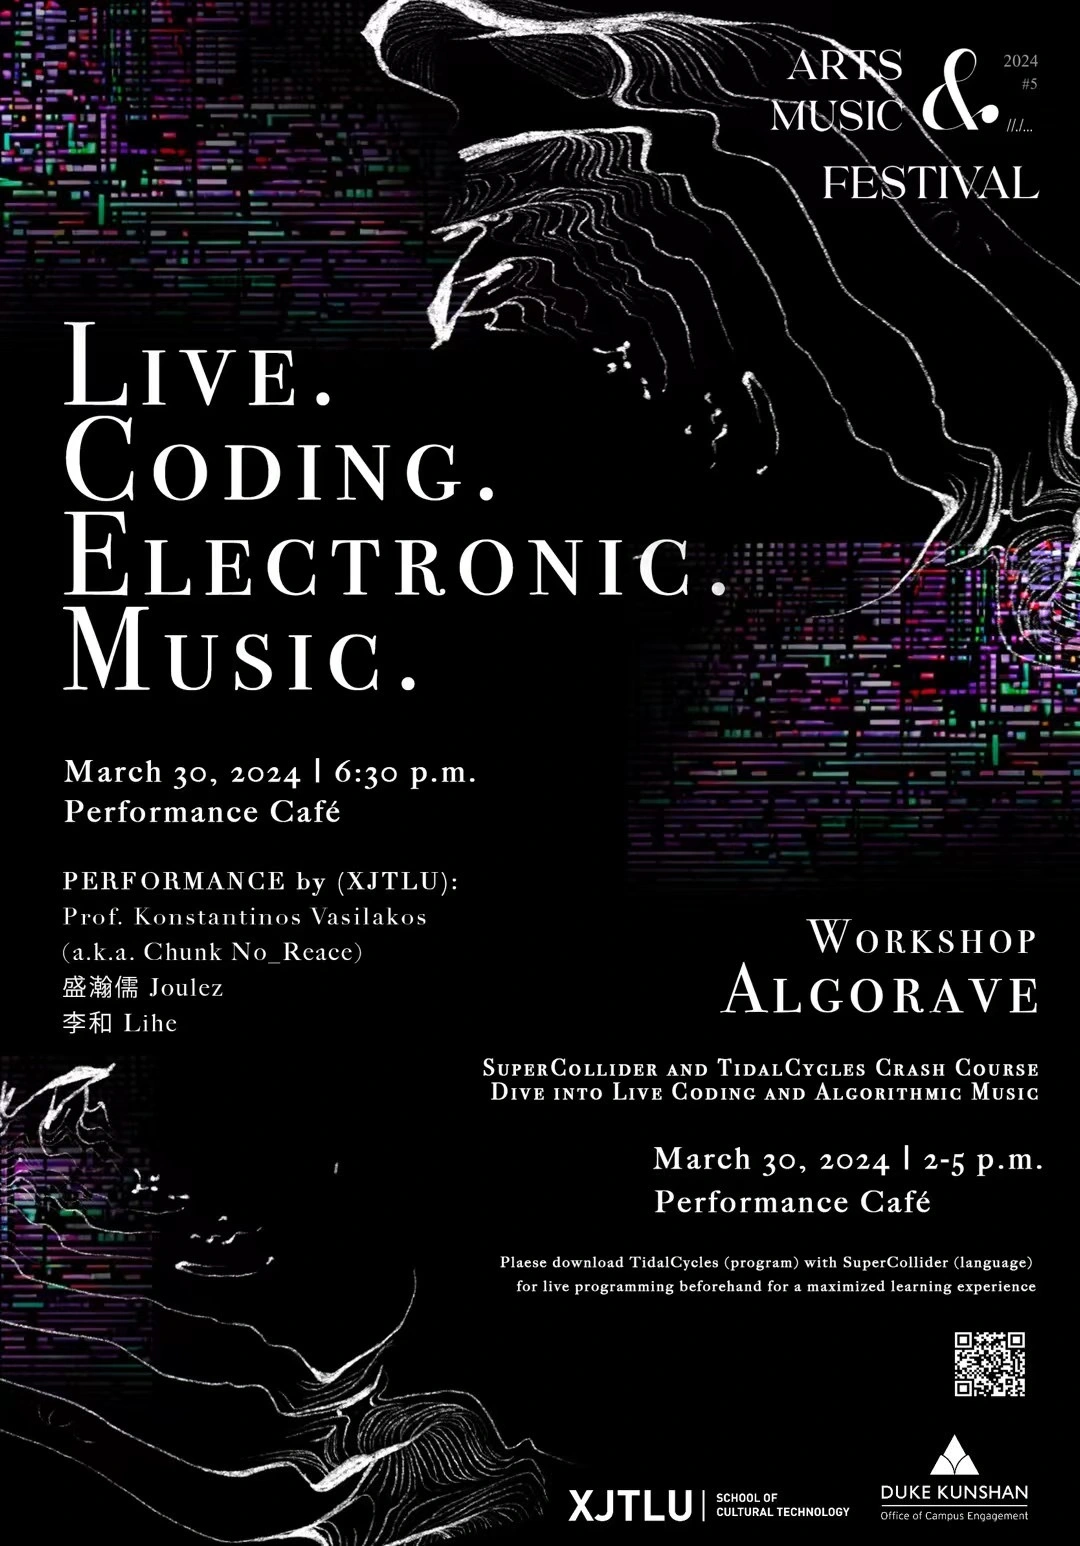 ARTS
MUSIC &
FESTIVAL
2024
#5
//./...
LIVE.
CODING.
ELECTRONIC.
MUSIC.
March 30, 2024 | 6:30 p.m.
Performance Café
PERFORMANCE by (XJTLU):
Prof. Konstantinos Vasilakos
(a.k.a. Chunk No_Reace)
盛瀚儒 Joulez
李和 Lihe
WORKSHOP
ALGORAVE
SUPERCOLLIDER AND TIDALCYCLES CRASH COURSE
DIVE INTO LIVE CODING AND ALGORITHMIC MUSIC
March 30, 2024 | 2-5 p.m.
Performance Café
Plaese download TidalCycles (program) with SuperCollider (language)
for live programming beforehand for a maximized learning experience
XJTLU | SCHOOL OF
CULTURAL TECHNOLOGY
DUKE KUNSHAN
Office of Campus Engagement